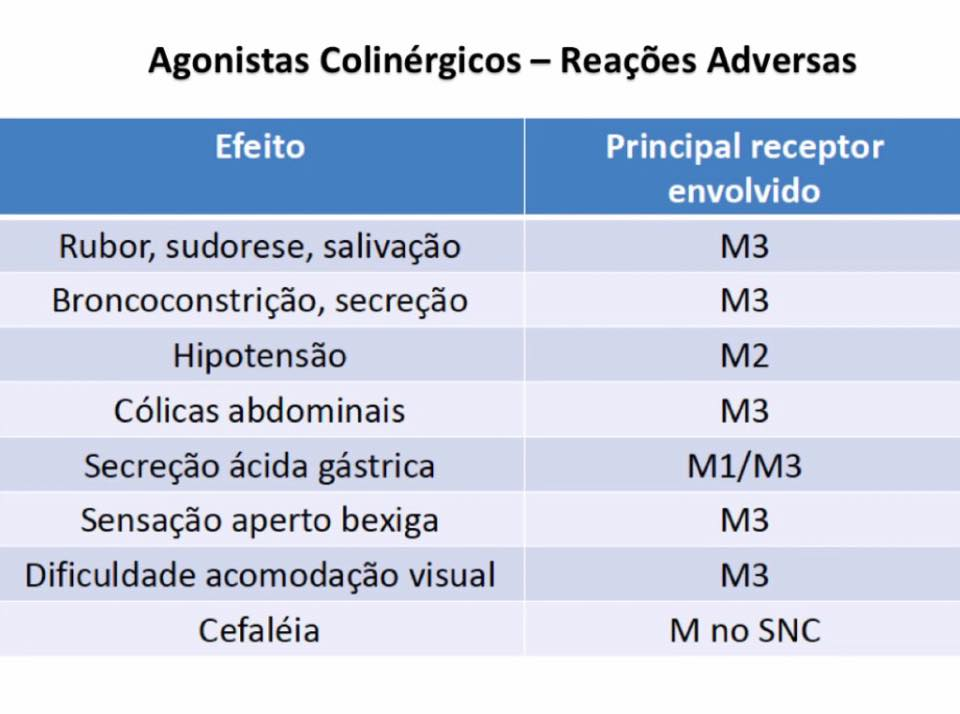 Agonistas Colinérgicos – Reações Adversas
Efeito
Principal receptor
envolvido
Rubor, sudorese, salivação
M3
Broncoconstrição, secreção
M3
Hipotensão
M2
Cólicas abdominais
M3
Secreção ácida gástrica
M1/M3
Sensação aperto bexiga
M3
Dificuldade acomodação visual
M3
Cefaléia
M no SNC